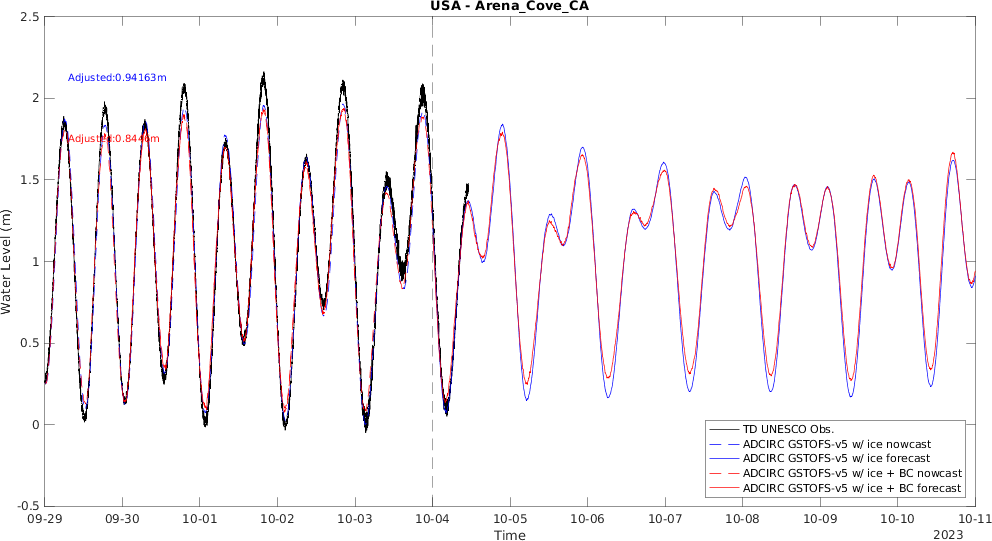 USA - Arena_Cove_CA
2.5
2
1.5
1
0.5
0
-0.5
Water Level (m)
Adjusted:0.94163m
TD UNESCO Obs.
ADCIRC GSTOFS-v5 w/ ice nowcast
ADCIRC GSTOFS-v5 w/ ice forecast
ADCIRC GSTOFS-v5 w/ ice + BC nowcast
ADCIRC GSTOFS-v5 w/ ice + BC forecast
09-29 09-30 10-01 10-02 10-03 10-04 10-05 10-06 10-07 10-08 10-09 10-10 10-11
Time
2023